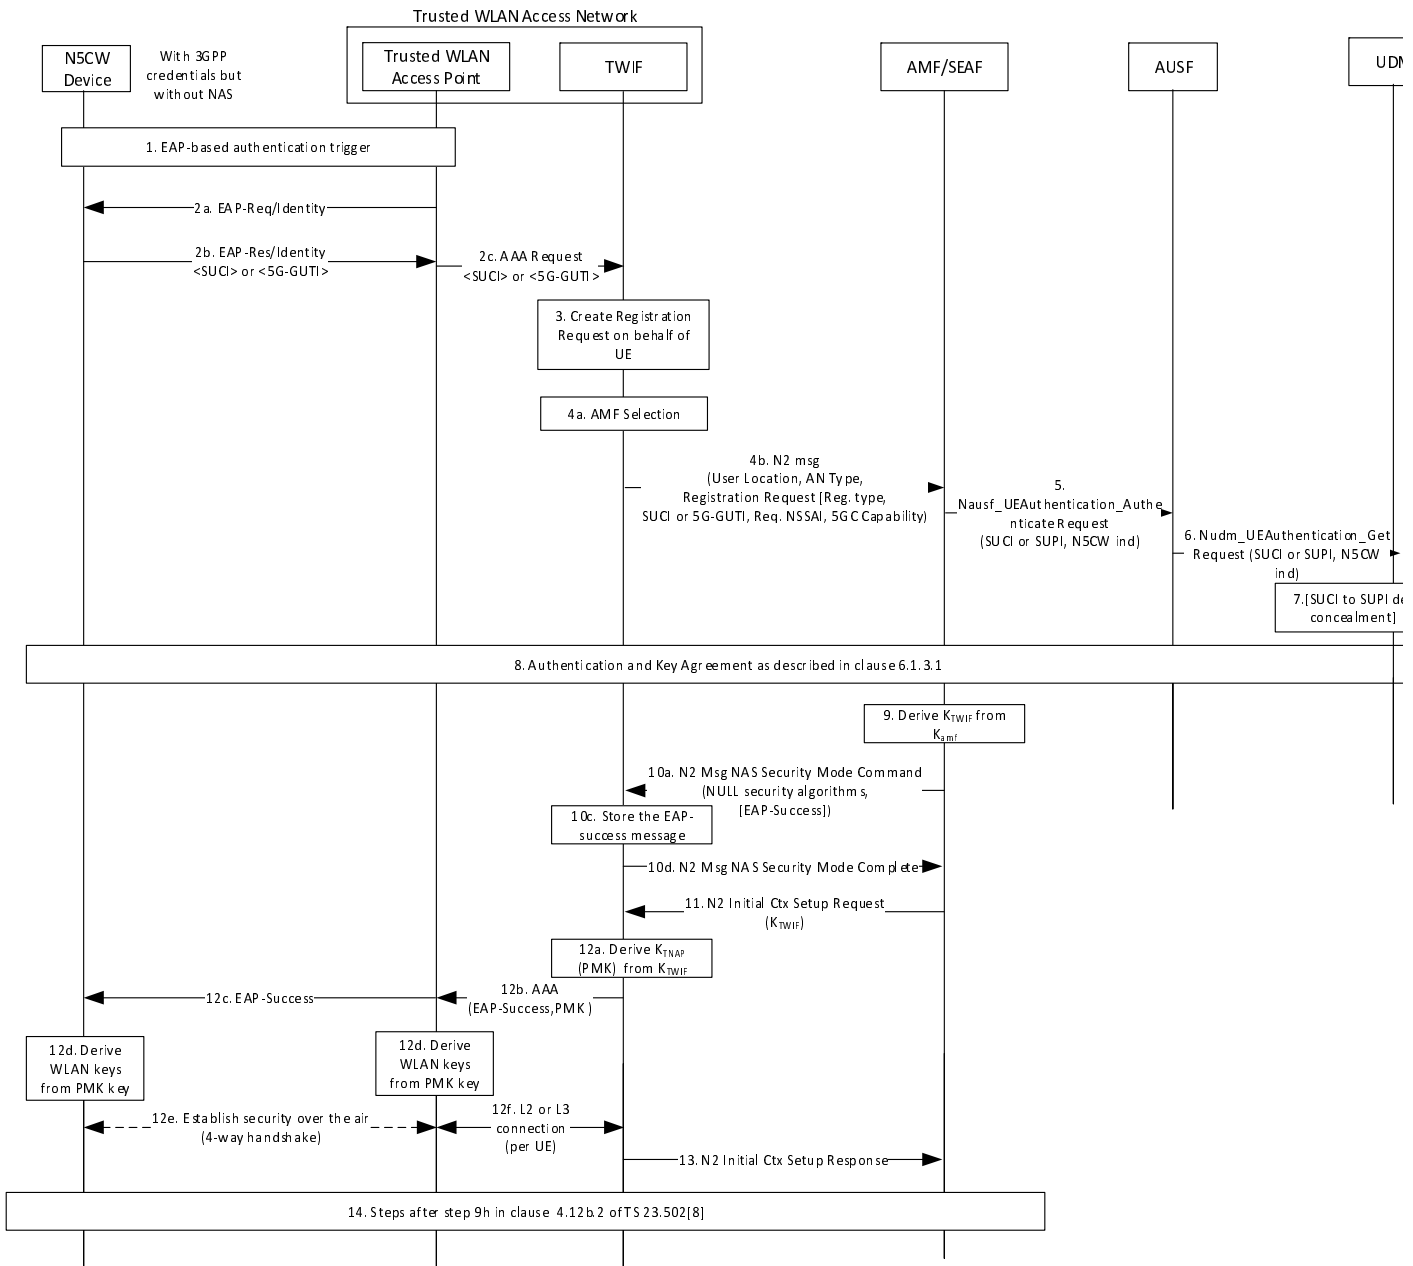 Trusted WLAN Access Network
N5CW
Device
With 3GPP
credentials but
without NAS
Trusted WLAN
Access Point
TWIF
AMF/SEAF
AUSF
1. EAP-based authentication trigger
2a. EAP-Req/Identity
2b. EAP-Res/Identity
<SUCI> or <5G-GUTI>
2c. AAA Request
<SUCI> or <5G-GUTI>
3. Create Registration
Request on behalf of
UE
4a. AMF Selection
4b. N2 msg
(User Location, AN Type,
Registration Request [Reg. type,
SUCI or 5G-GUTI, Req. NSSAI, 5GC Capability)
5.
Nausf_UEAuthentication_Authe
nticate Request
(SUCI or SUPI, N5CW ind)
6. Nudm_UEAuthentication_Get
Request (SUCI or SUPI, N5CW
ind)
7.[SUCI to SUPI de
concealment]
8. Authentication and Key Agreement as described in clause 6.1.3.1
9. Derive KTWIF from
Kamf
10a. N2 Msg NAS Security Mode Command
(NULL security algorithms,
[EAP-Success])
10c. Store the EAP-
success message
10d. N2 Msg NAS Security Mode Complete
11. N2 Initial Ctx Setup Request
(KTWIF)
12a. Derive KTNAP
(PMK) from KTWIF
12b. AAA
(EAP-Success,PMK )
12c. EAP-Success
12d. Derive
WLAN keys
from PMK key
12d. Derive
WLAN keys
from PMK key
12e. Establish security over the air
(4-way handshake)
12f. L2 or L3
connection
(per UE)
13. N2 Initial Ctx Setup Response
14. Steps after step 9h in clause 4.12b.2 of TS 23.502[8]